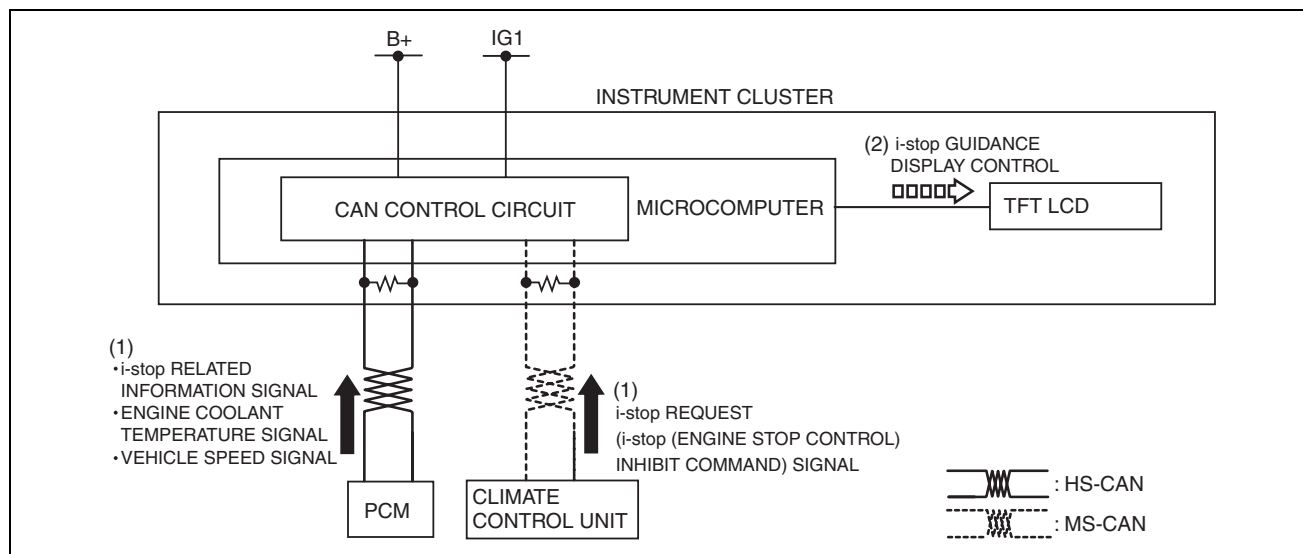 B+
IG1
INSTRUMENT CLUSTER
(2) i-stop GUIDANCE
DISPLAY CONTROL
CAN CONTROL CIRCUIT
MICROCOMPUTER
TFT LCD
(1)
・i-stop RELATED
INFORMATION SIGNAL
・ENGINE COOLANT
TEMPERATURE SIGNAL
・VEHICLE SPEED SIGNAL
(1)
i-stop REQUEST
(i-stop (ENGINE STOP CONTROL)
INHIBIT COMMAND) SIGNAL
PCM
CLIMATE
CONTROL UNIT
: HS-CAN
: MS-CAN